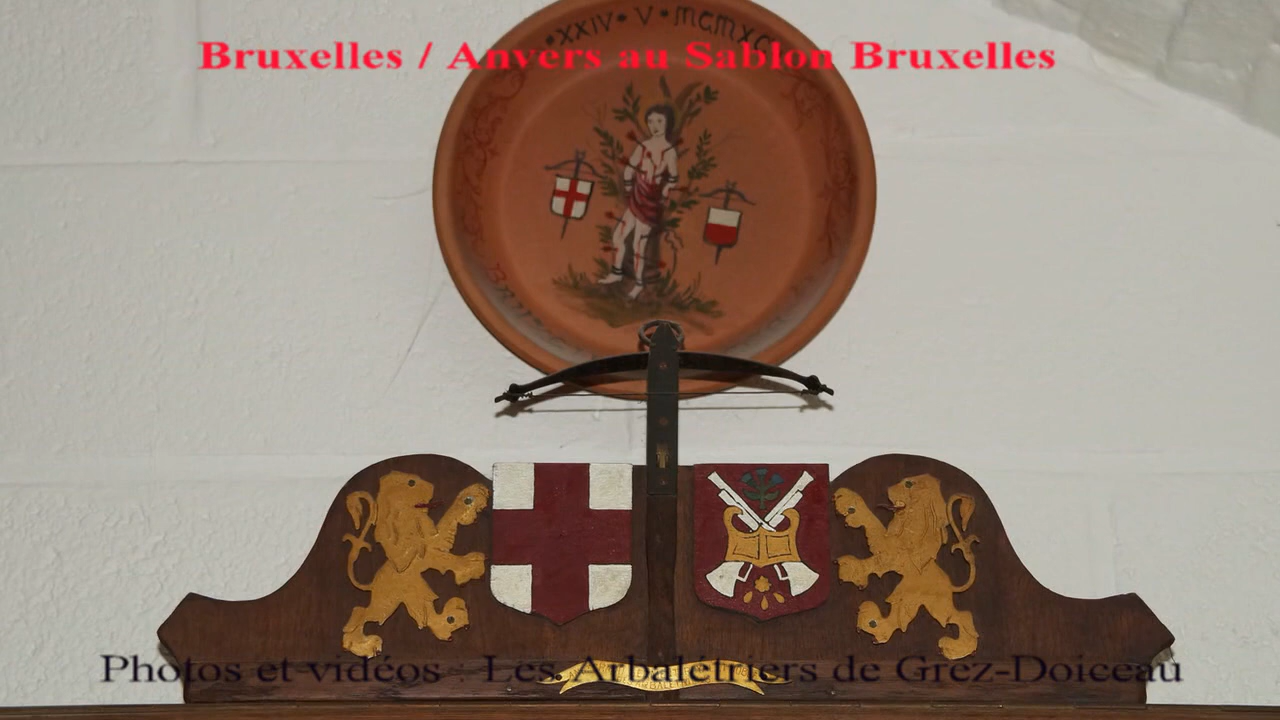 XXIV • V • MCMXC
Bruxelles / Anvers au Sablon Bruxelles
Photos et vidéos : Les Arbalétriers de Grez-Doiceau